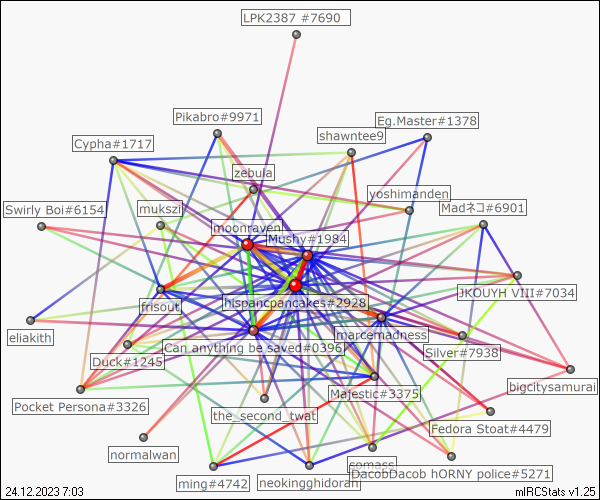 LPK2387 #7690
Pikabro#9971
Eg.Master#1378
shawntee9
Cypha#1717
zebula
yoshimanden
Swirly Boi#6154
mukszi
Madネコ#6901
moonraven
Mushy#1984
JKOUYH VIII#7034
frisout
hispancpancakes#2928
eliakith
marcemadness
Can anything be saved#0396
Silver#7938
Duck#1245
bigcitysamurai
Majestic#3375
Pocket Persona#3326
the_second_twat
Fedora Stoat#4479
normalwan
somass
DacobDacob hORNY police#5271
ming#4742
neokingghidorah
24.12.2023 7:03
mIRCStats v1.25